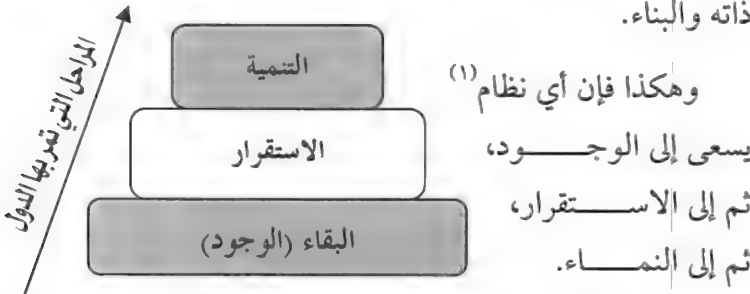 ذاته والبناء.
وهكذا فإن أي نظام(١)
يسعى إلى الوجـــــود،
ثم إلى الاســـــتقرار،
ثم إلى النمـــــاء.
التنمية
الاستقرار
البقاء (الوجود)
المراحل التي تمر بها الدول